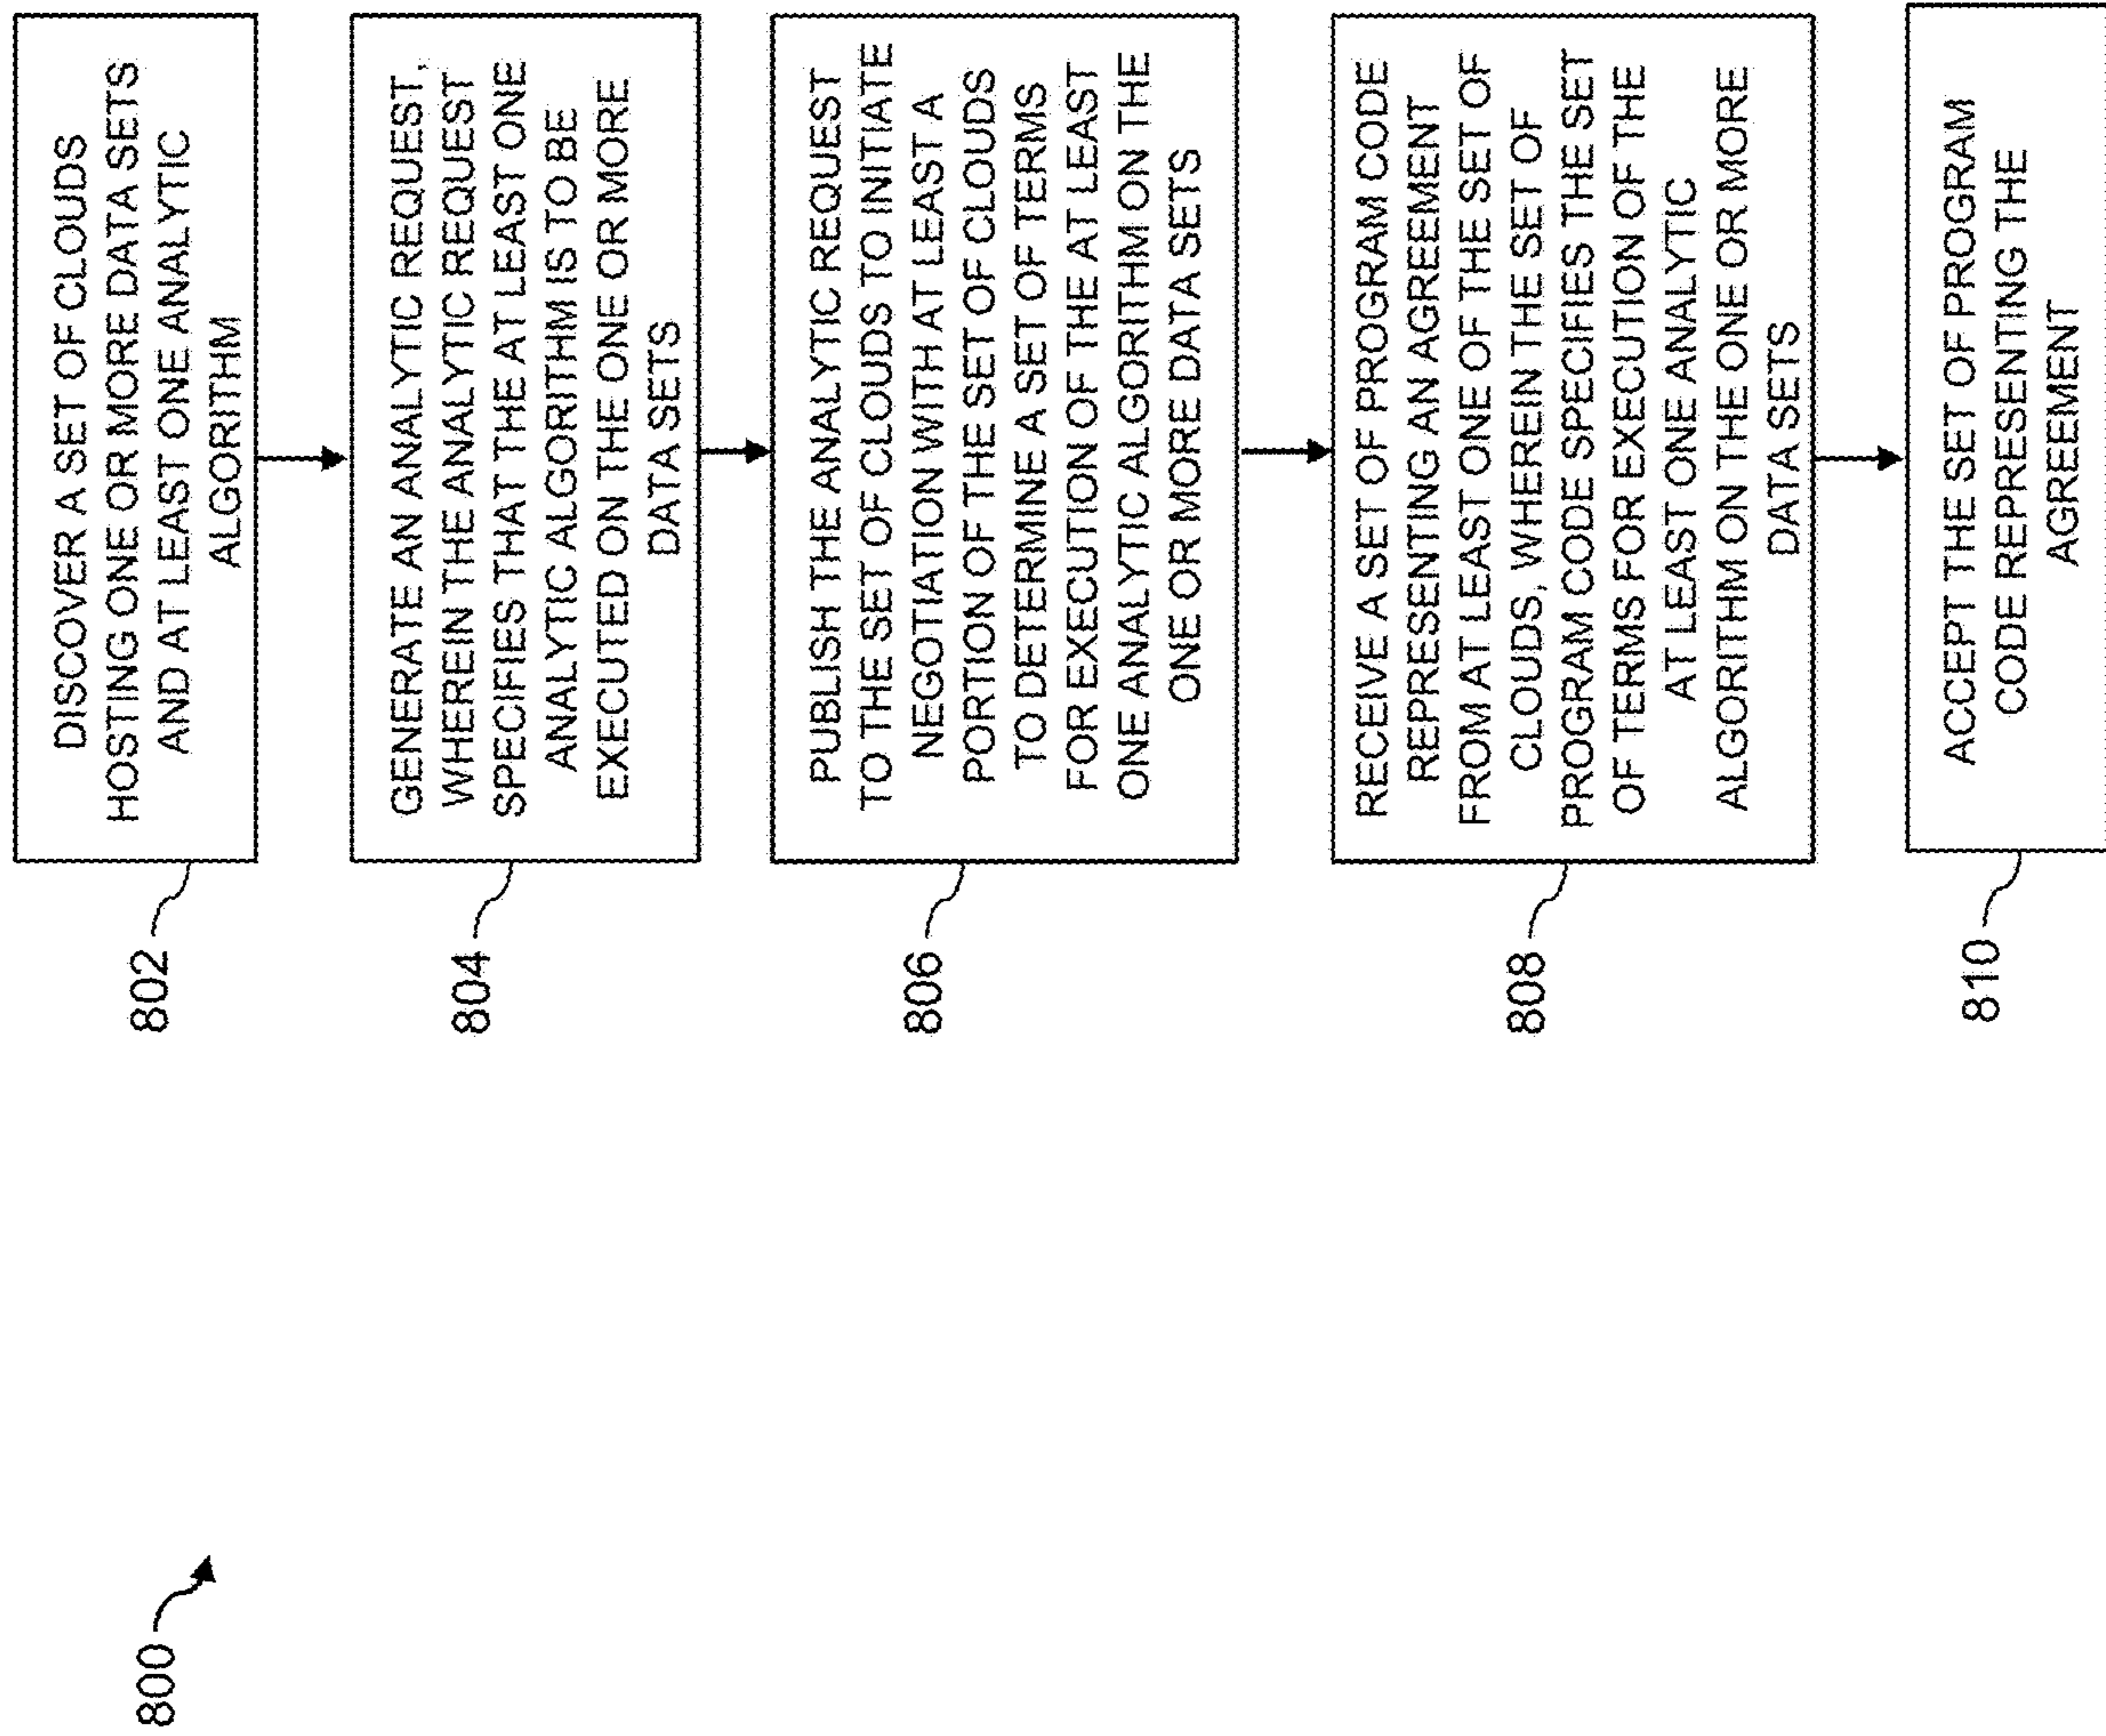 800
802
DISCOVER A SET OF CLOUDS
HOSTING ONE OR MORE DATA SETS
AND AT LEAST ONE ANALYTIC
ALGORITHM
804
GENERATE AN ANALYTIC REQUEST,
WHEREIN THE ANALYTIC REQUEST
SPECIFIES THAT THE AT LEAST ONE
ANALYTIC ALGORITHM IS TO BE
EXECUTED ON THE ONE OR MORE
DATA SETS
806
PUBLISH THE ANALYTIC REQUEST
TO THE SET OF CLOUDS TO INITIATE
NEGOTIATION WITH AT LEAST A
PORTION OF THE SET OF CLOUDS
TO DETERMINE A SET OF TERMS
FOR EXECUTION OF THE AT LEAST
ONE ANALYTIC ALGORITHM ON THE
ONE OR MORE DATA SETS
808
RECEIVE A SET OF PROGRAM CODE
REPRESENTING AN AGREEMENT
FROM AT LEAST ONE OF THE SET OF
CLOUDS, WHEREIN THE SET OF
PROGRAM CODE SPECIFIES THE SET
OF TERMS FOR EXECUTION OF THE
AT LEAST ONE ANALYTIC
ALGORITHM ON THE ONE OR MORE
DATA SETS
810
ACCEPT THE SET OF PROGRAM
CODE REPRESENTING THE
AGREEMENT